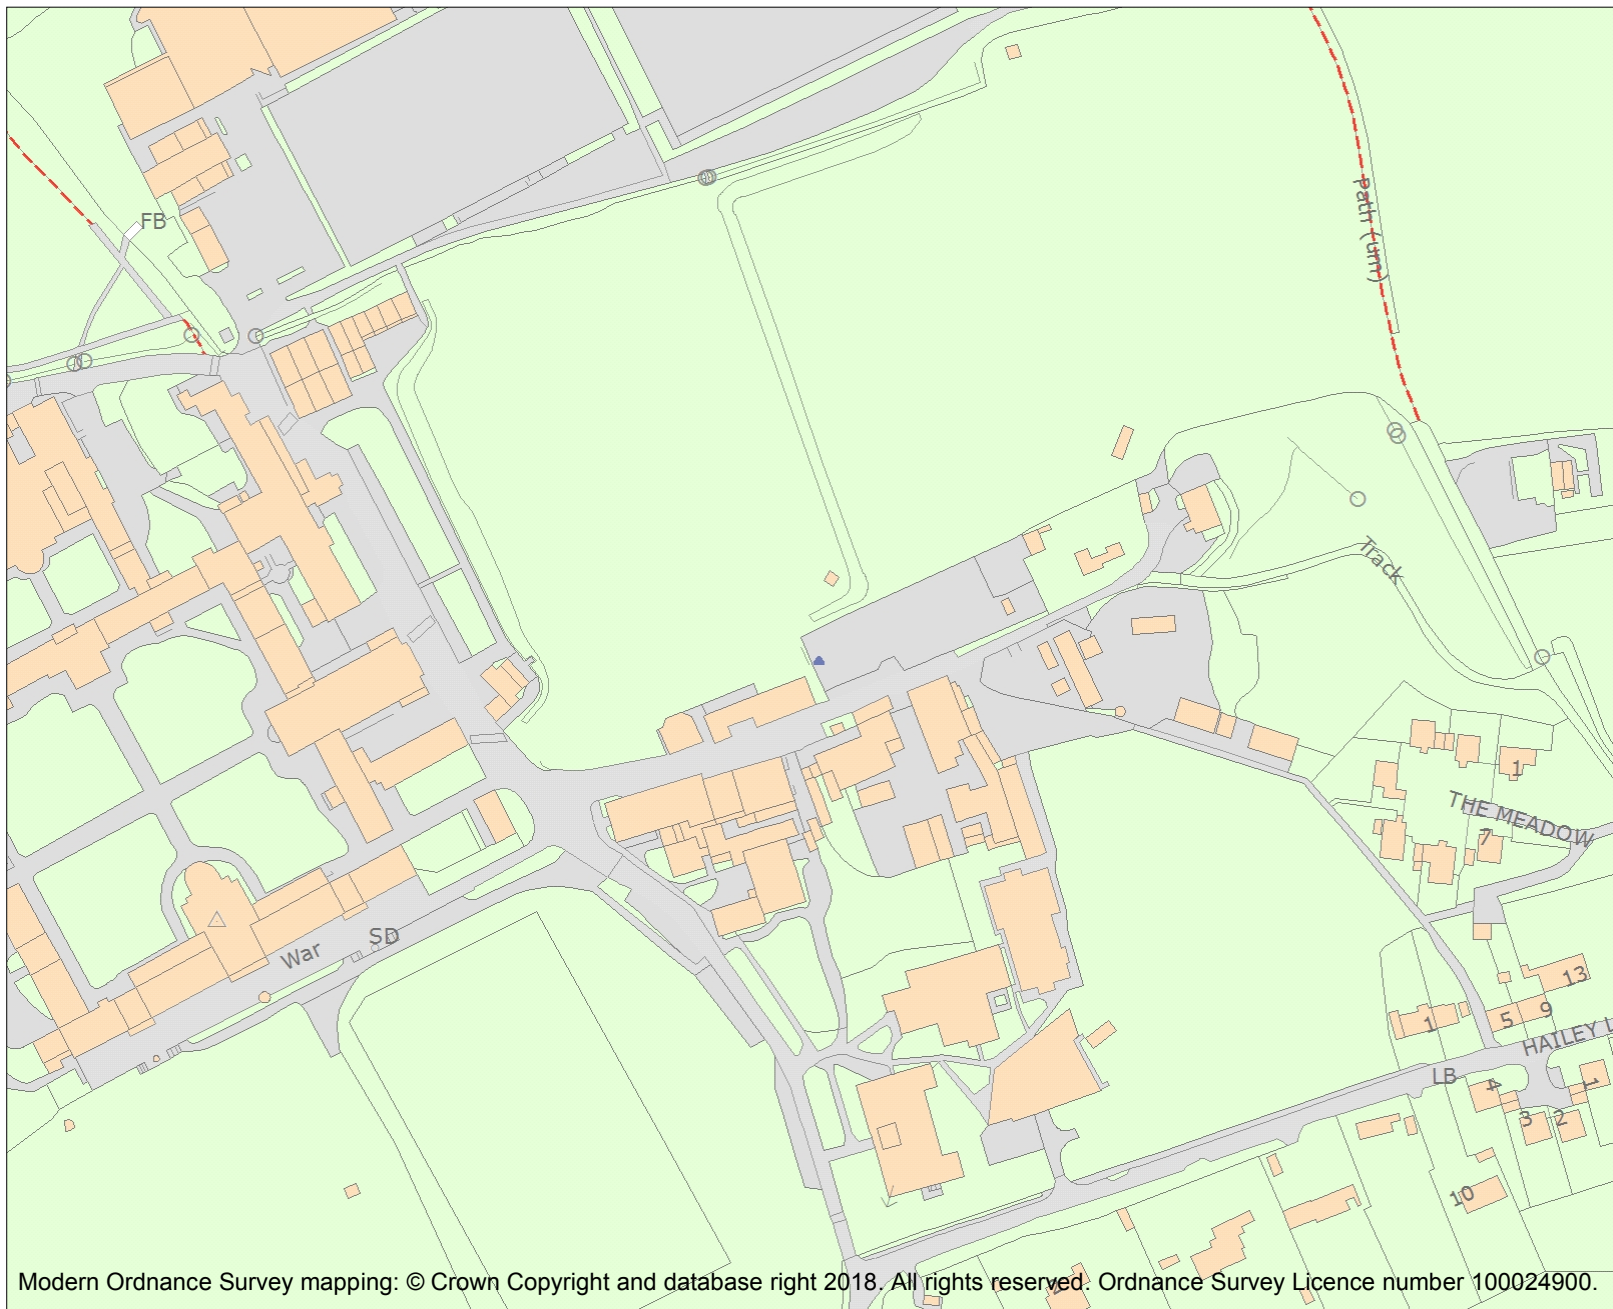 FB
Path (um)
Track
1
THE MEADOW
7
War
SD
13
9
5
1
HAILEY L
LB
4
1
3
2
10
Modern Ordnance Survey mapping: © Crown Copyright and database right 2018. All rights reserved. Ordnance Survey Licence number 100024900.